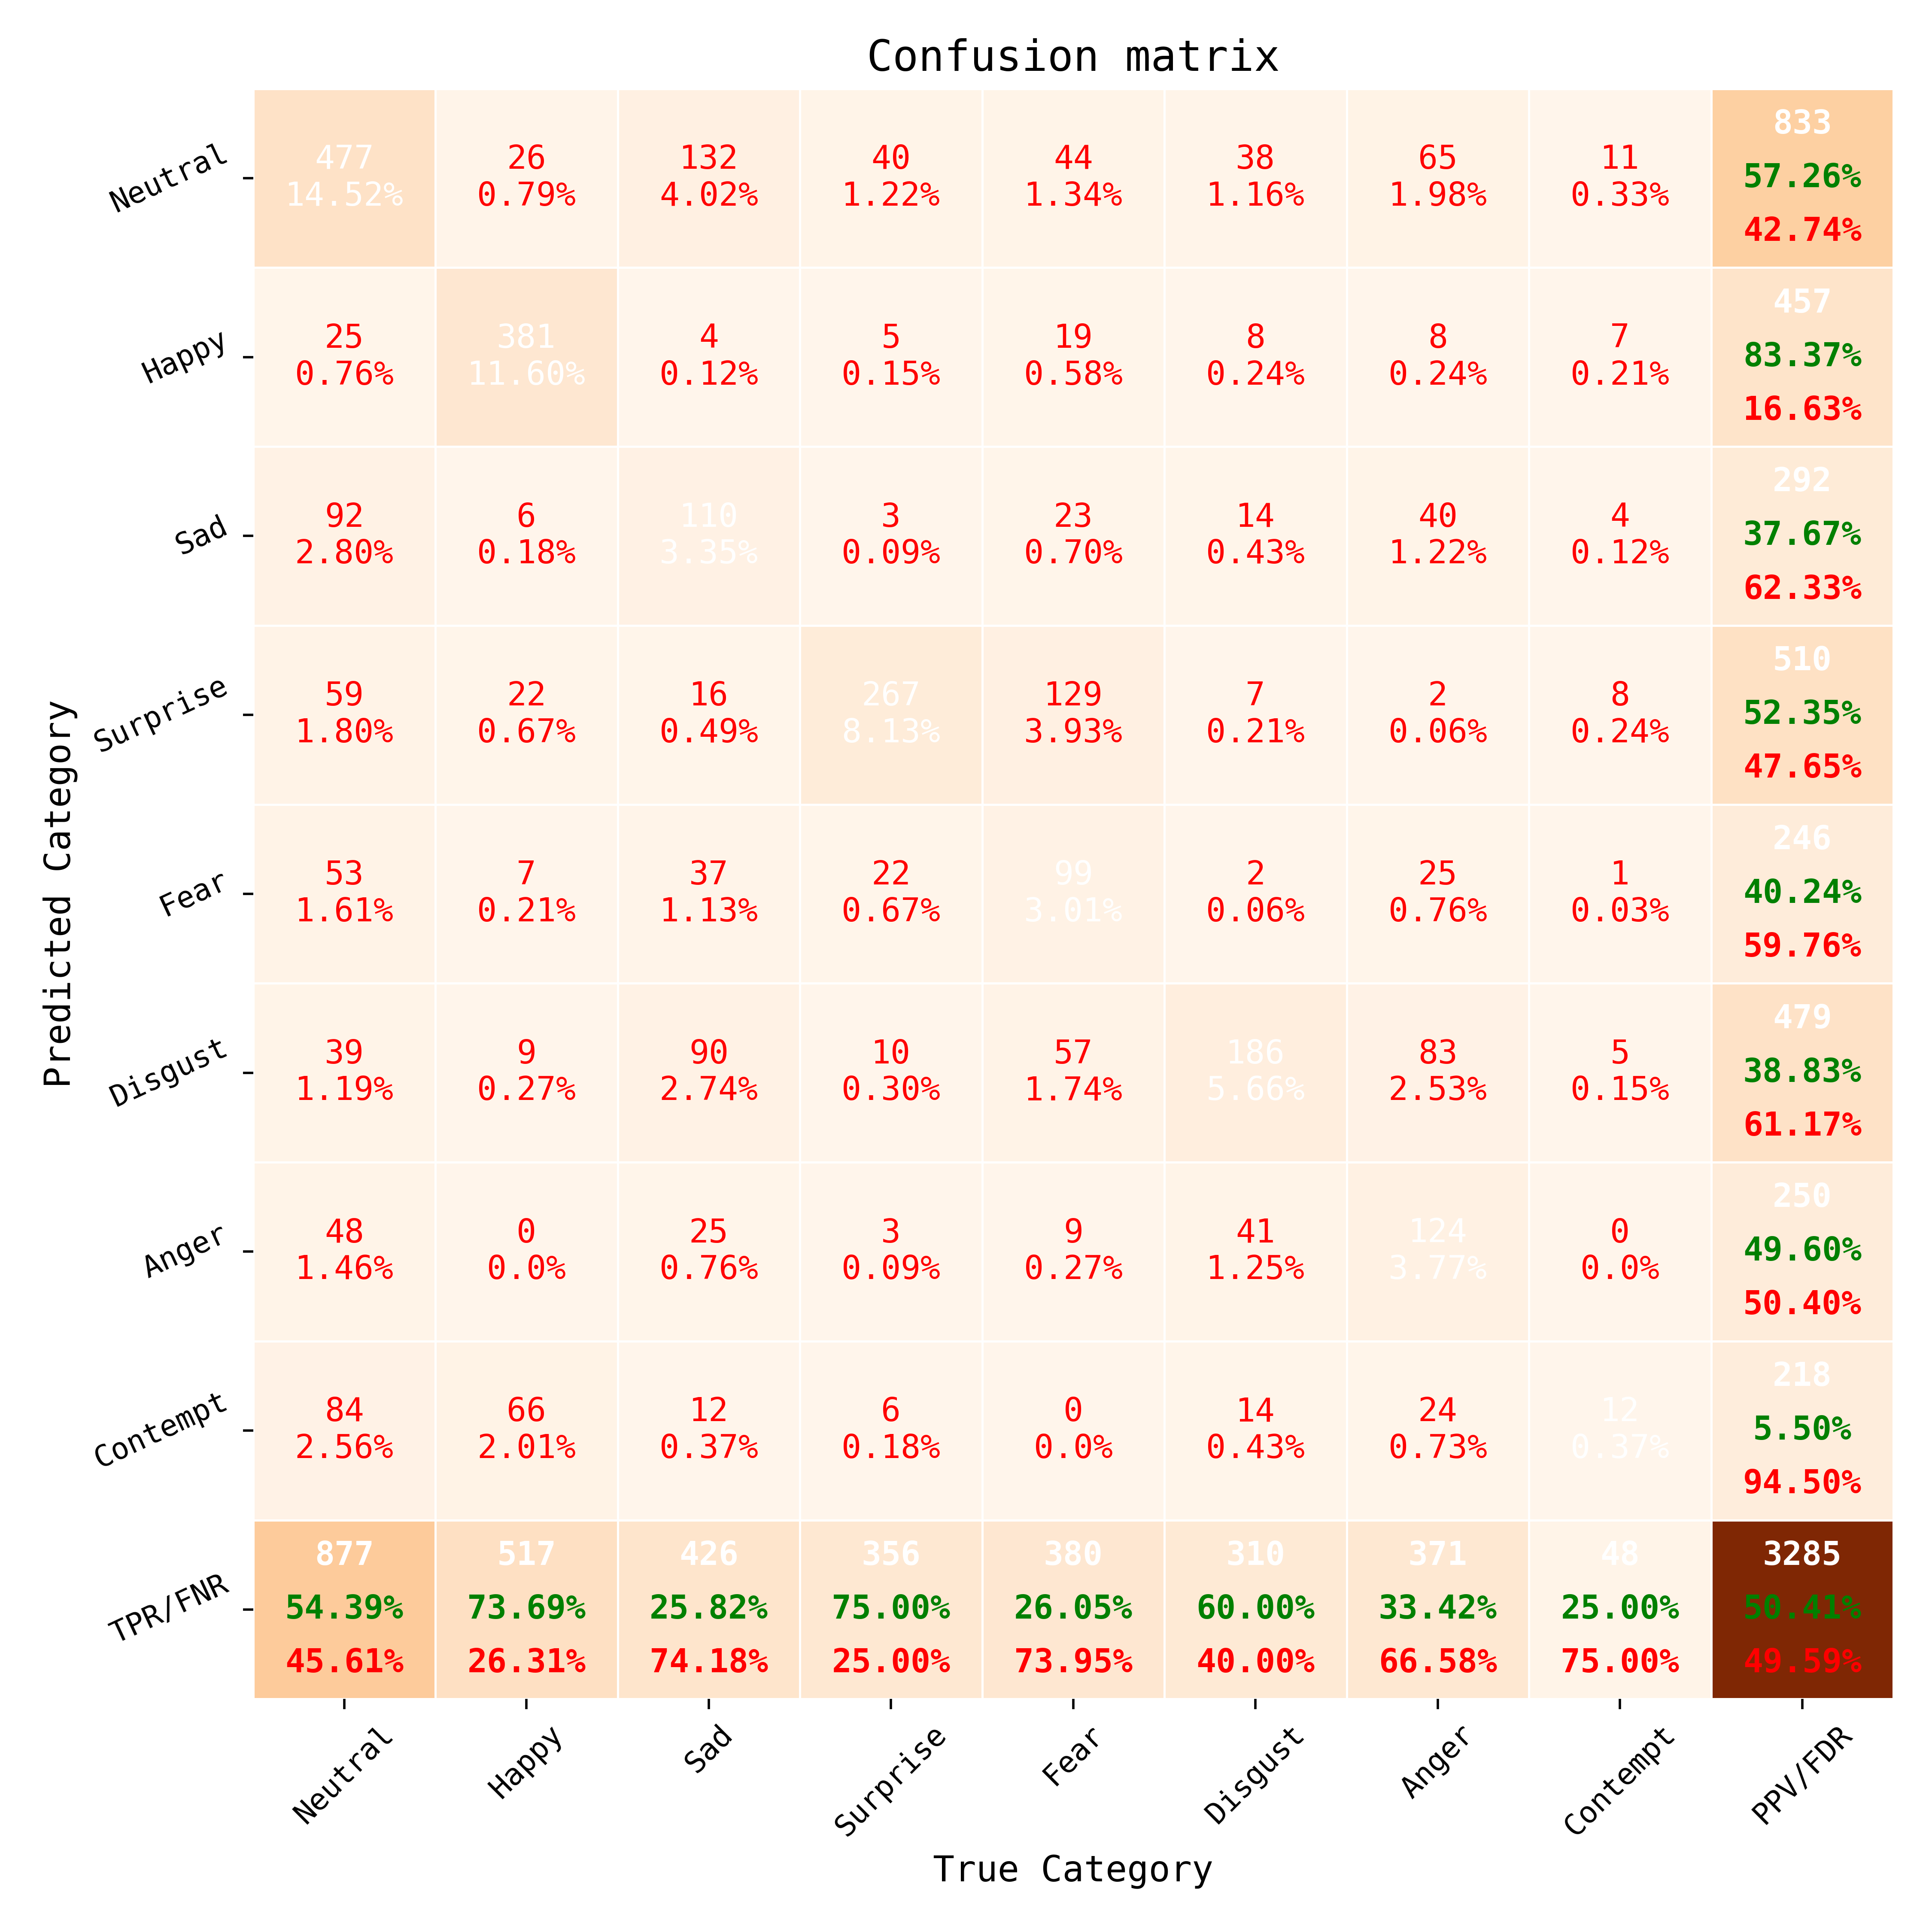 Confusion matrix
Predicted Category
Neutral
477 26 132 40 44 38 65 11 833
14.52% 0.79% 4.02% 1.22% 1.34% 1.16% 1.98% 0.33% 57.26%
42.74%
Happy
25 381 4 5 19 8 8 7 457
0.76% 11.60% 0.12% 0.15% 0.58% 0.24% 0.24% 0.21% 83.37%
16.63%
Sad
92 6 110 3 23 14 40 4 292
2.80% 0.18% 3.35% 0.09% 0.70% 0.43% 1.22% 0.12% 37.67%
62.33%
Surprise
59 22 16 267 129 7 2 8 510
1.80% 0.67% 0.49% 8.13% 3.93% 0.21% 0.06% 0.24% 52.35%
47.65%
Fear
53 7 37 22 99 2 25 1 246
1.61% 0.21% 1.13% 0.67% 3.01% 0.06% 0.76% 0.03% 40.24%
59.76%
Disgust
39 9 90 10 57 186 83 5 479
1.19% 0.27% 2.74% 0.30% 1.74% 5.66% 2.53% 0.15% 38.83%
61.17%
Anger
48 0 25 3 9 41 124 0 250
1.46% 0.0% 0.76% 0.09% 0.27% 1.25% 3.77% 0.0% 49.60%
50.40%
Contempt
84 66 12 6 0 14 24 12 218
2.56% 2.01% 0.37% 0.18% 0.0% 0.43% 0.73% 0.37% 5.50%
94.50%
TPR/FNR
877 517 426 356 380 310 371 48 3285
54.39% 73.69% 25.82% 75.00% 26.05% 60.00% 33.42% 25.00% 50.41%
45.61% 26.31% 74.18% 25.00% 73.95% 40.00% 66.58% 75.00% 49.59%
Neutral Happy Sad Surprise Fear Disgust Anger Contempt PPV/FDR
True Category